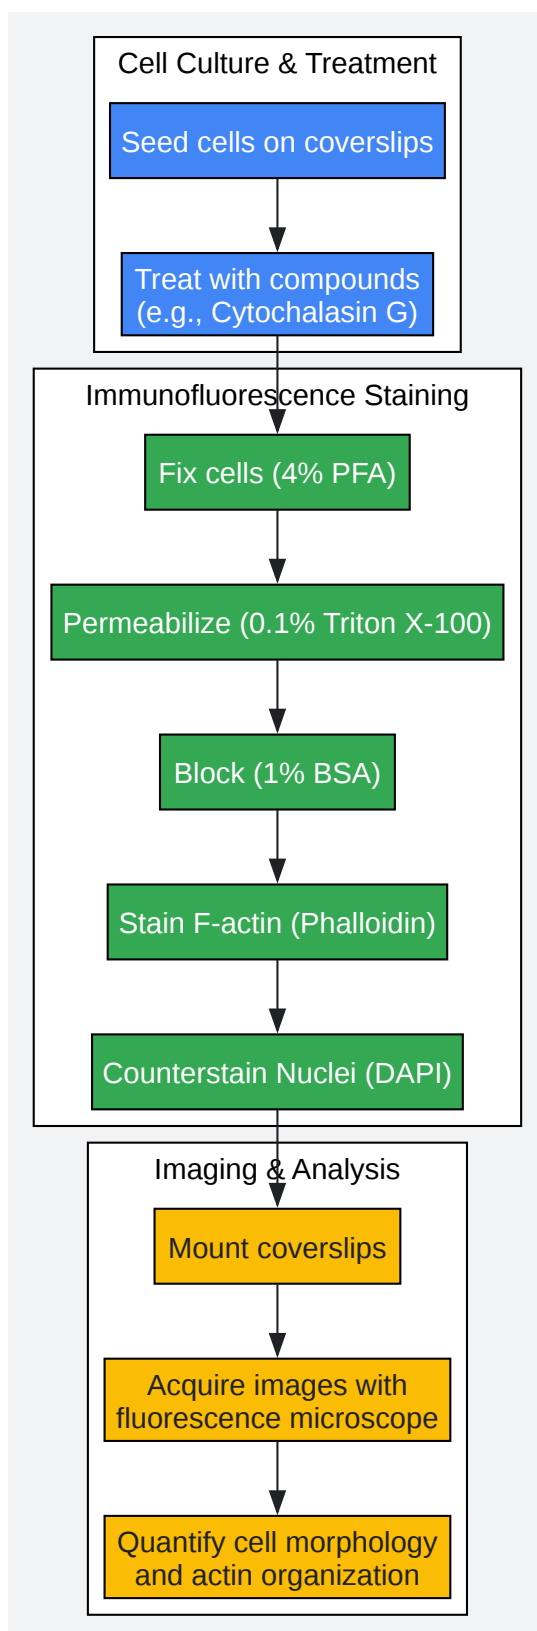 Cell Culture & Treatment
Seed cells on coverslips
Treat with compounds
(e.g., Cytochalasin G)
Immunofluorescence Staining
Fix cells (4% PFA)
Permeabilize (0.1% Triton X-100)
Block (1% BSA)
Stain F-actin (Phalloidin)
Counterstain Nuclei (DAPI)
Imaging & Analysis
Mount coverslips
Acquire images with
fluorescence microscope
Quantify cell morphology
and actin organization